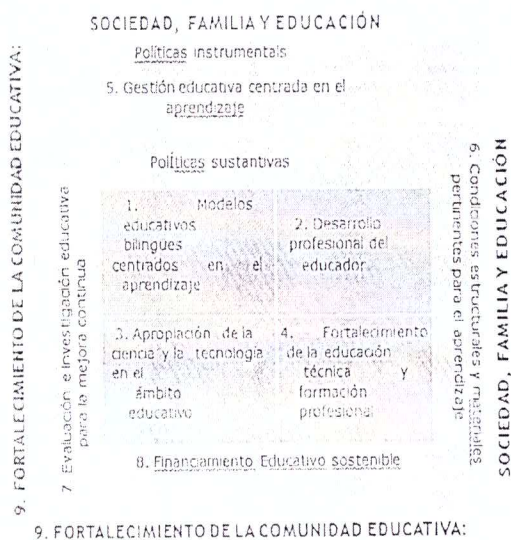 SOCIEDAD, FAMILIA Y EDUCACIÓN
Políticas instrumentals
5. Gestión educativa centrada en el
aprendizaje
Políticas sustantivas
1. Modelos
educativos
bilingües
centrados en el
aprendizaje
2. Desarrollo
profesional del
educador.
3. Apropiación de la
ciencia y la tecnología
en el
ámbito
educativo
4. Fortalecimiento
de la educación
técnica y
formación
profesional
8. Financiamiento Educativo sostenible
9. FORTALECIMIENTO DE LA COMUNIDAD EDUCATIVA:
9. FORTALECIMIENTO DE LA COMUNIDAD EDUCATIVA:
7 Evaluación e investigación educativa
para la mejora continua
6. Condiciones estructurales y materiales
pertinentes para el aprendizaje
SOCIEDAD, FAMILIA Y EDUCACIÓN